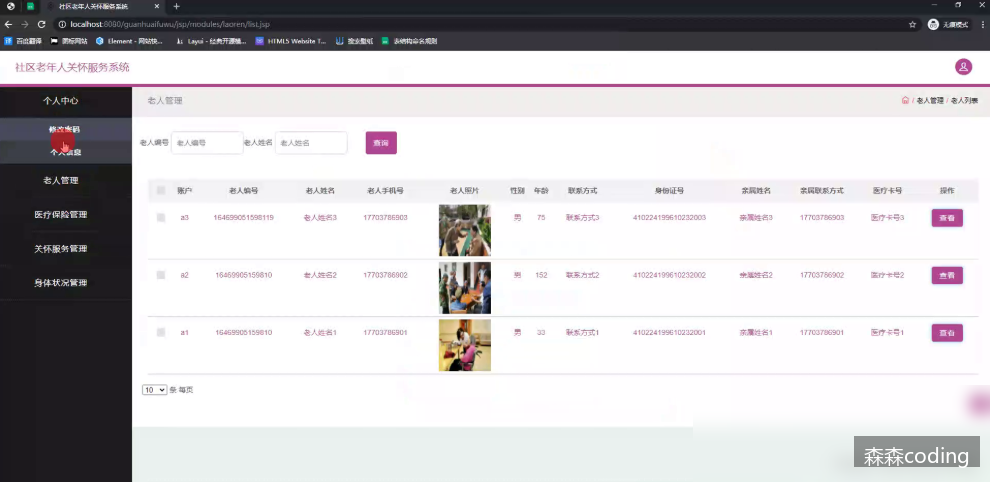 社区老年人关怀服务系统
localhost:8080/guanhuaifuwu/jsp/modules/laoren/list.jsp
无痕模式
百度翻译 图标网站 Element - 网站快... Layui - 经典开源模... HTML5 Website T... 搜索壁纸 表结构命名规则
社区老年人关怀服务系统
个人中心
修改密码
个人信息
老人管理
医疗保险管理
关怀服务管理
身体状况管理
老人管理
/ 老人管理 / 老人列表
老人编号 老人编号 老人姓名 老人姓名 查询
账户 老人编号 老人姓名 老人手机号 老人照片 性别 年龄 联系方式 身份证号 亲属姓名 亲属联系方式 医疗卡号 操作
a3 164699051598119 老人姓名3 17703786903 男 75 联系方式3 410224199610232003 亲属姓名3 17703786903 医疗卡号3 查看
a2 16469905159810 老人姓名2 17703786902 男 152 联系方式2 410224199610232002 亲属姓名2 17703786902 医疗卡号2 查看
a1 16469905159810 老人姓名1 17703786901 男 33 联系方式1 410224199610232001 亲属姓名1 17703786901 医疗卡号1 查看
10 条 每页
森森coding